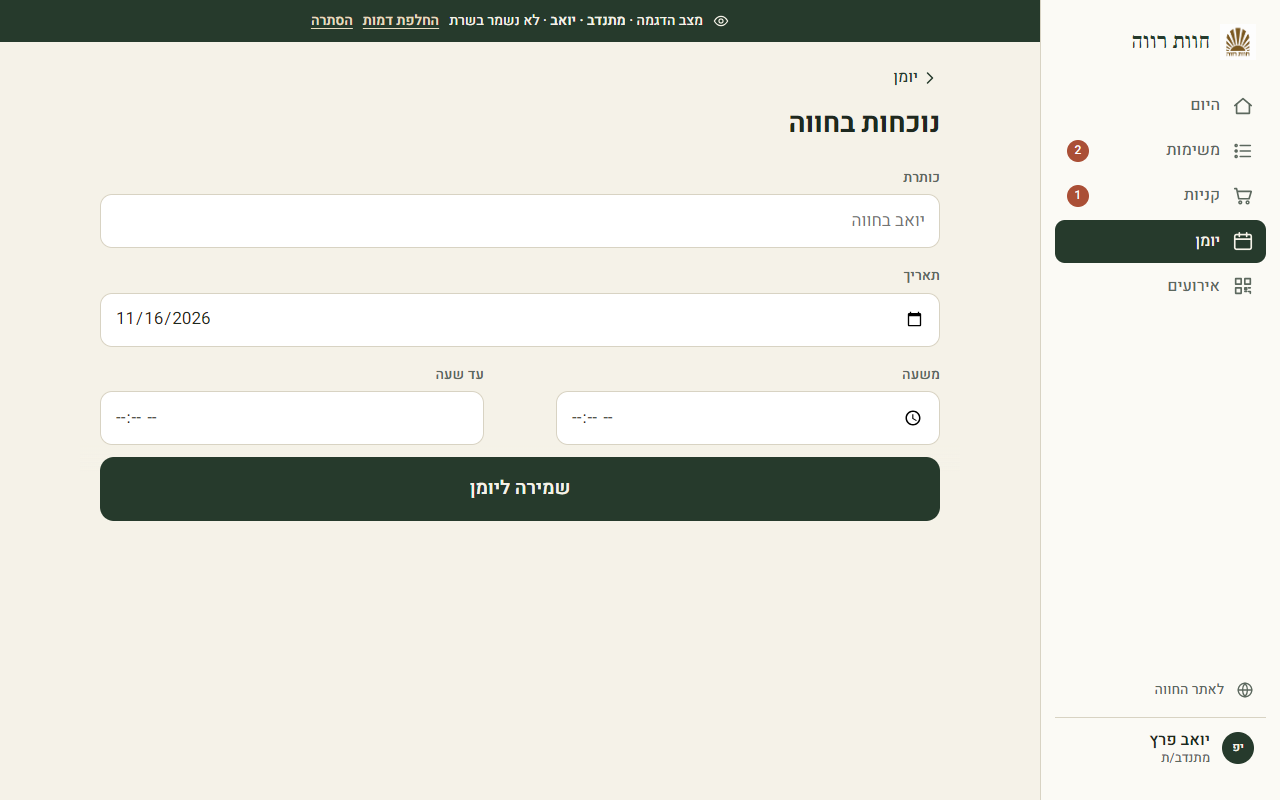 מצב הדגמה · מתנדב · יואב · לא נשמר בשרת החלפת דמות הסתרה
חוות רווה
היום
משימות 2
קניות 1
יומן
אירועים
לאתר החווה
יפ יואב פרץ
מתנדב/ת
יומן
נוכחות בחווה
כותרת
יואב בחווה
תאריך
11/16/2026
משעה
--:-- --
עד שעה
--:-- --
שמירה ליומן